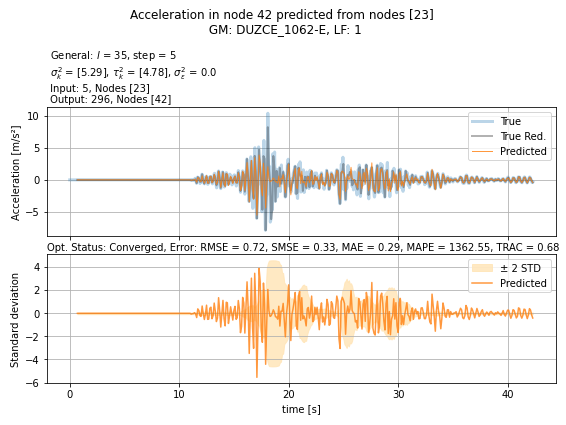 Acceleration in node 42 predicted from nodes [23]
GM: DUZCE_1062-E, LF: 1
General: l = 35, step = 5
σ²ₖ = [5.29], τ²ₖ = [4.78], σ²ₑ = 0.0
Input: 5, Nodes [23]
Output: 296, Nodes [42]
Acceleration [m/s²]
10
5
0
−5
True
True Red.
Predicted
Opt. Status: Converged, Error: RMSE = 0.72, SMSE = 0.33, MAE = 0.29, MAPE = 1362.55, TRAC = 0.68
Standard deviation
4
2
0
−2
−4
−6
± 2 STD
Predicted
0 10 20 30 40
time [s]